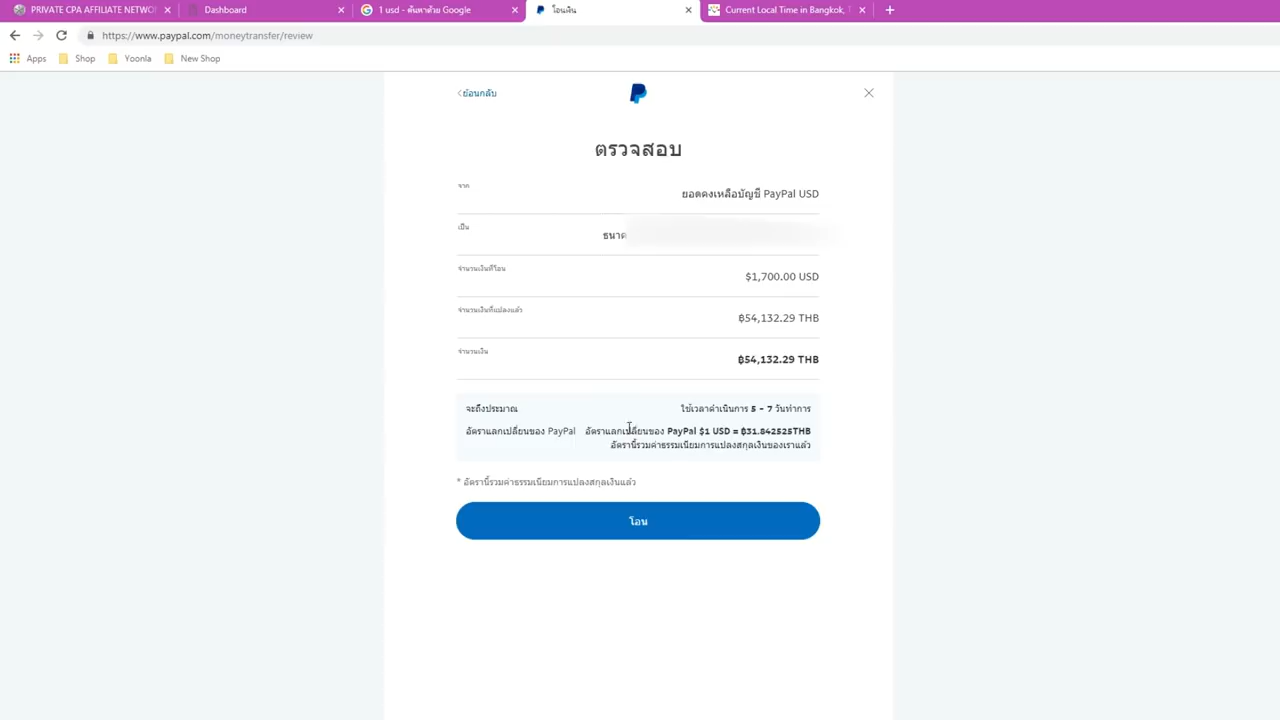 PRIVATE CPA AFFILIATE NETWOR
Dashboard
1 usd - ค้นหาด้วย Google
โอนเงิน
Current Local Time in Bangkok, T
https://www.paypal.com/moneytransfer/review
Apps Shop Yoonla New Shop
ย้อนกลับ
ตรวจสอบ
จาก ยอดคงเหลือบัญชี PayPal USD
เป็น ธนาค
จำนวนเงินที่โอน $1,700.00 USD
จำนวนเงินที่แปลงแล้ว ฿54,132.29 THB
จำนวนเงิน ฿54,132.29 THB
จะถึงประมาณ ใช้เวลาดำเนินการ 5 - 7 วันทำการ
อัตราแลกเปลี่ยนของ PayPal อัตราแลกเปลี่ยนของ PayPal $1 USD = ฿31.842525THB
อัตรานี้รวมค่าธรรมเนียมการแปลงสกุลเงินของเราแล้ว
* อัตรานี้รวมค่าธรรมเนียมการแปลงสกุลเงินแล้ว
โอน